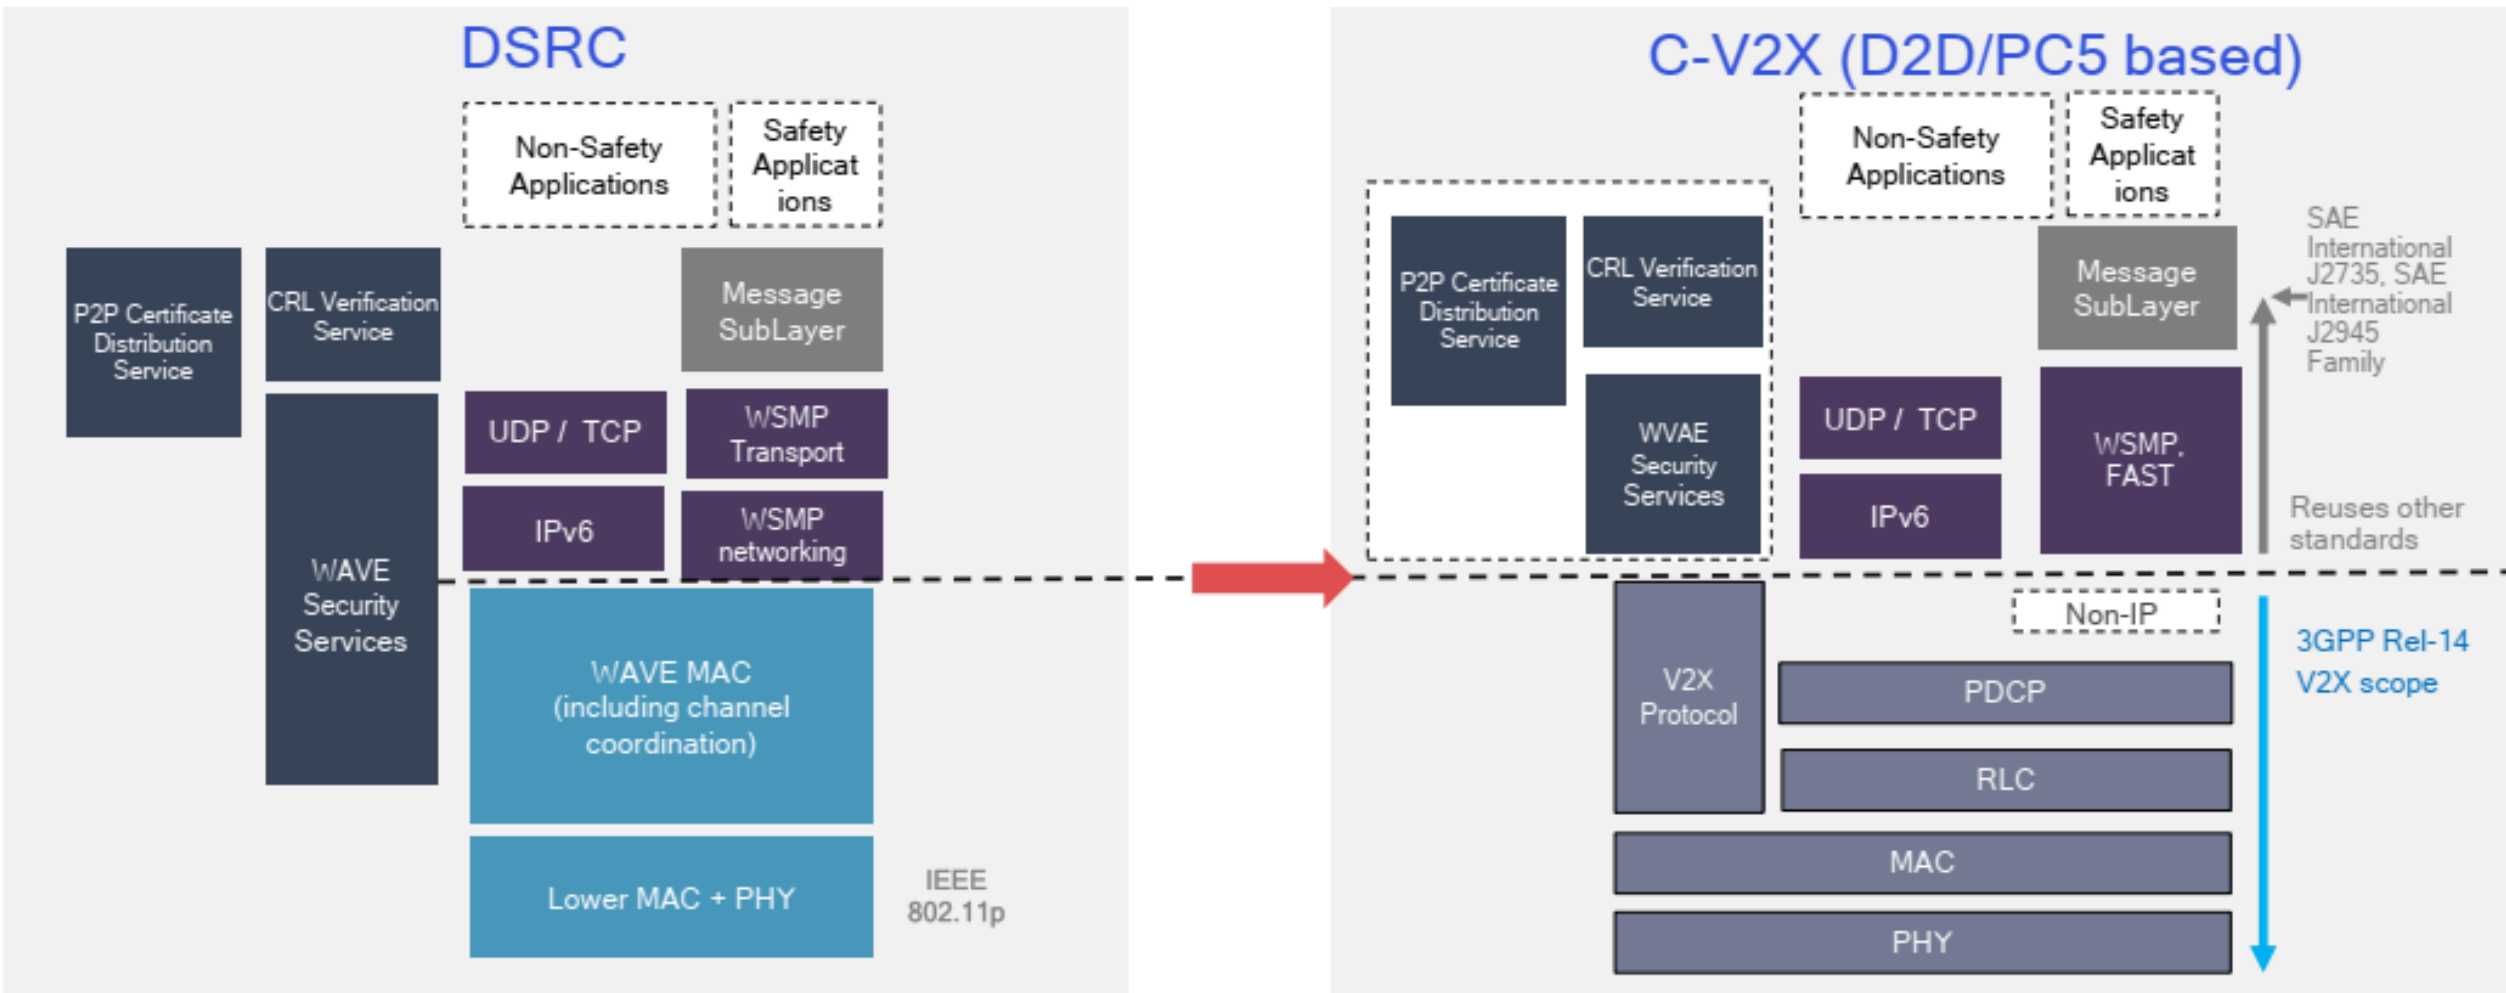 DSRC
Non-Safety
Applications
Safety
Applicat
ions
P2P Certificate
Distribution
Service
CRL Verification
Service
Message
SubLayer
UDP / TCP
WSMP
Transport
IPv6
WSMP
networking
WAVE
Security
Services
WAVE MAC
(including channel
coordination)
Lower MAC + PHY
IEEE
802.11p
C-V2X (D2D/PC5 based)
Non-Safety
Applications
Safety
Applicat
ions
P2P Certificate
Distribution
Service
CRL Verification
Service
WVAE
Security
Services
Message
SubLayer
UDP / TCP
IPv6
WSMP,
FAST
SAE
International
J2735, SAE
International
J2945
Family
Reuses other
standards
Non-IP
V2X
Protocol
PDCP
RLC
MAC
PHY
3GPP Rel-14
V2X scope